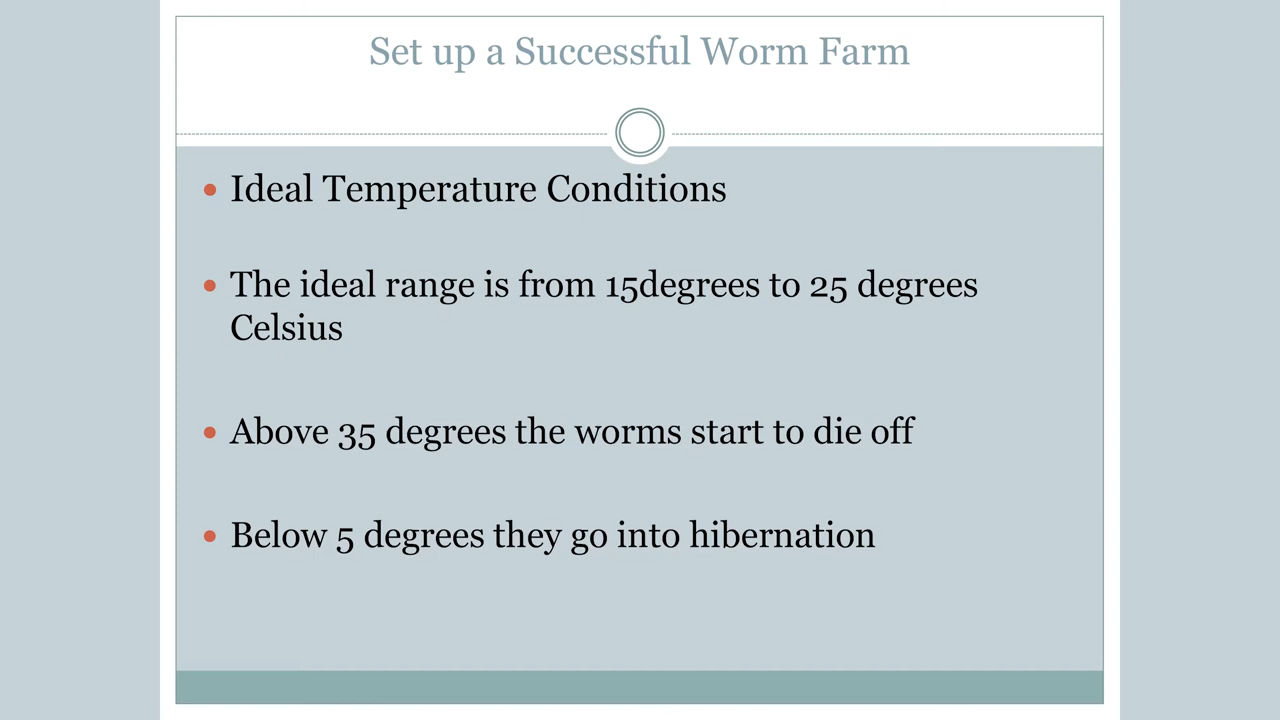 Set up a Successful Worm Farm
• Ideal Temperature Conditions
• The ideal range is from 15degrees to 25 degrees
Celsius
• Above 35 degrees the worms start to die off
• Below 5 degrees they go into hibernation